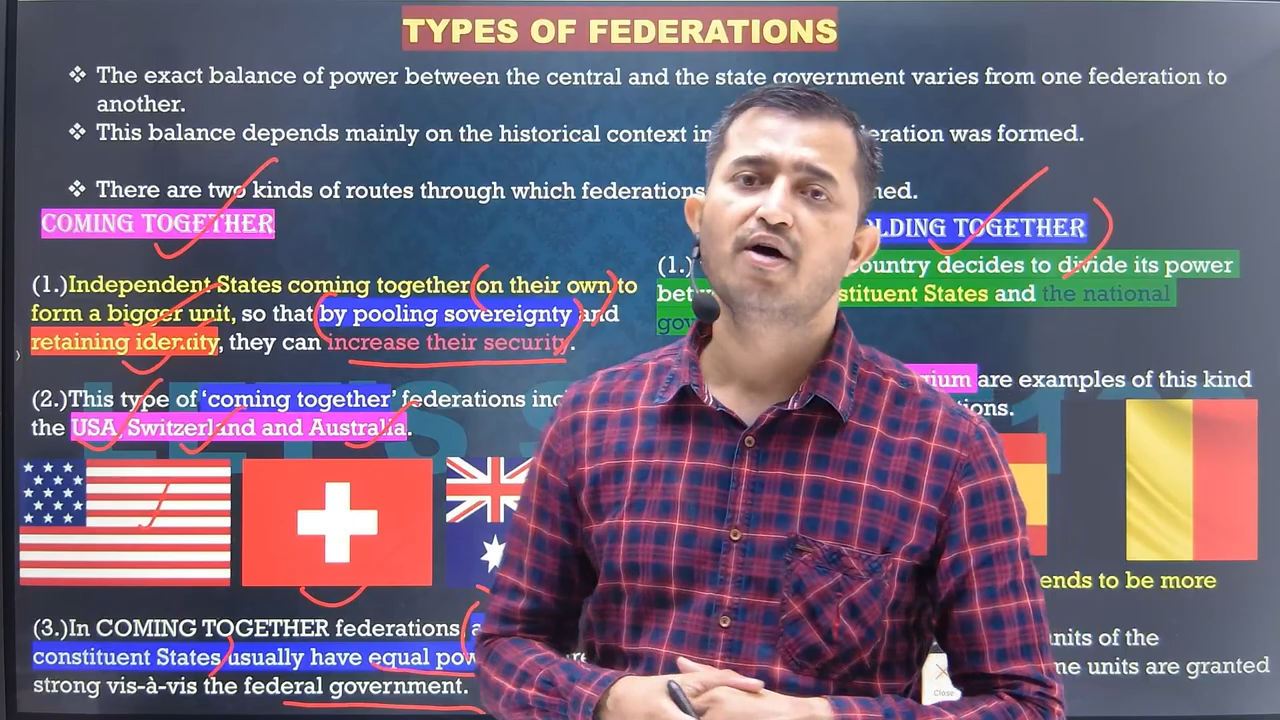 TYPES OF FEDERATIONS
❖ The exact balance of power between the central and the state government varies from one federation to
another.
❖ This balance depends mainly on the historical context in was formed.
❖ There are two kinds of routes through which federations
COMING TOGETHER
TOGETHER
(1.)Independent States coming together on their own to
form a bigger unit, so that by pooling sovereignty and
retaining identity, they can increase their security.
(1.) country decides to divide its power
States and the national
(2.)This type of 'coming together' federations
the USA, Switzerland and Australia.
are examples of this kind
(3.)In COMING TOGETHER federations
constituent States usually have equal
strong vis-à-vis the federal government.
to be more
of the
units are granted
Close